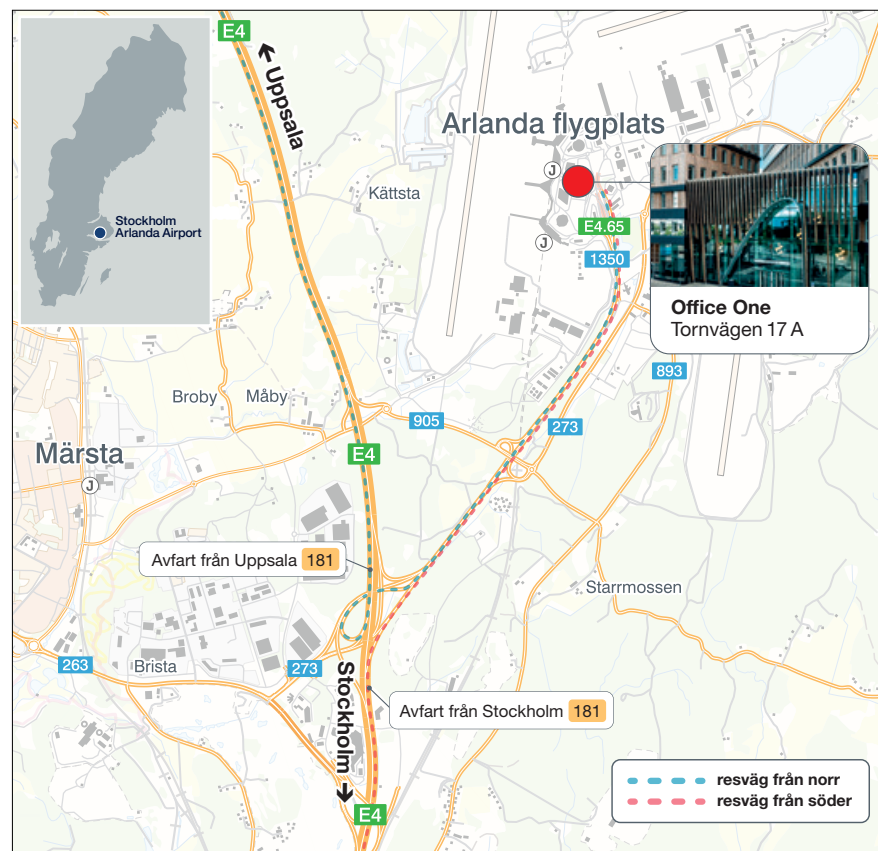 E4
← Uppsala
Stockholm
Arlanda Airport
Arlanda flygplats
J
Kättsta
E4.65
J
1350
Office One
Tornvägen 17 A
893
Broby
Måby
905
273
Märsta
E4
J
Avfart från Uppsala 181
Starrmossen
263
Brista
273
Stockholm →
Avfart från Stockholm 181
resväg från norr
resväg från söder
E4